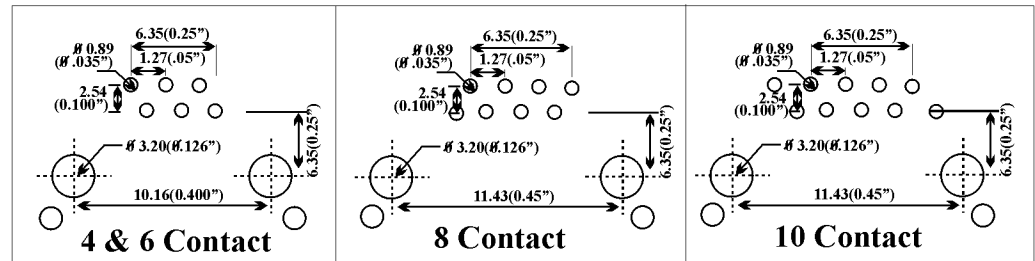 6.35(0.25”)
Ø 0.89
(Ø .035”)
1.27(.05”)
2.54
(0.100”)
6.35(0.25”)
Ø 3.20(Ø.126”)
10.16(0.400”)
4 & 6 Contact
6.35(0.25”)
Ø 0.89
(Ø .035”)
1.27(.05”)
2.54
(0.100”)
6.35(0.25”)
Ø 3.20(Ø.126”)
11.43(0.45”)
8 Contact
6.35(0.25”)
Ø 0.89
(Ø .035”)
1.27(.05”)
2.54
(0.100”)
6.35(0.25”)
Ø 3.20(Ø.126”)
11.43(0.45”)
10 Contact